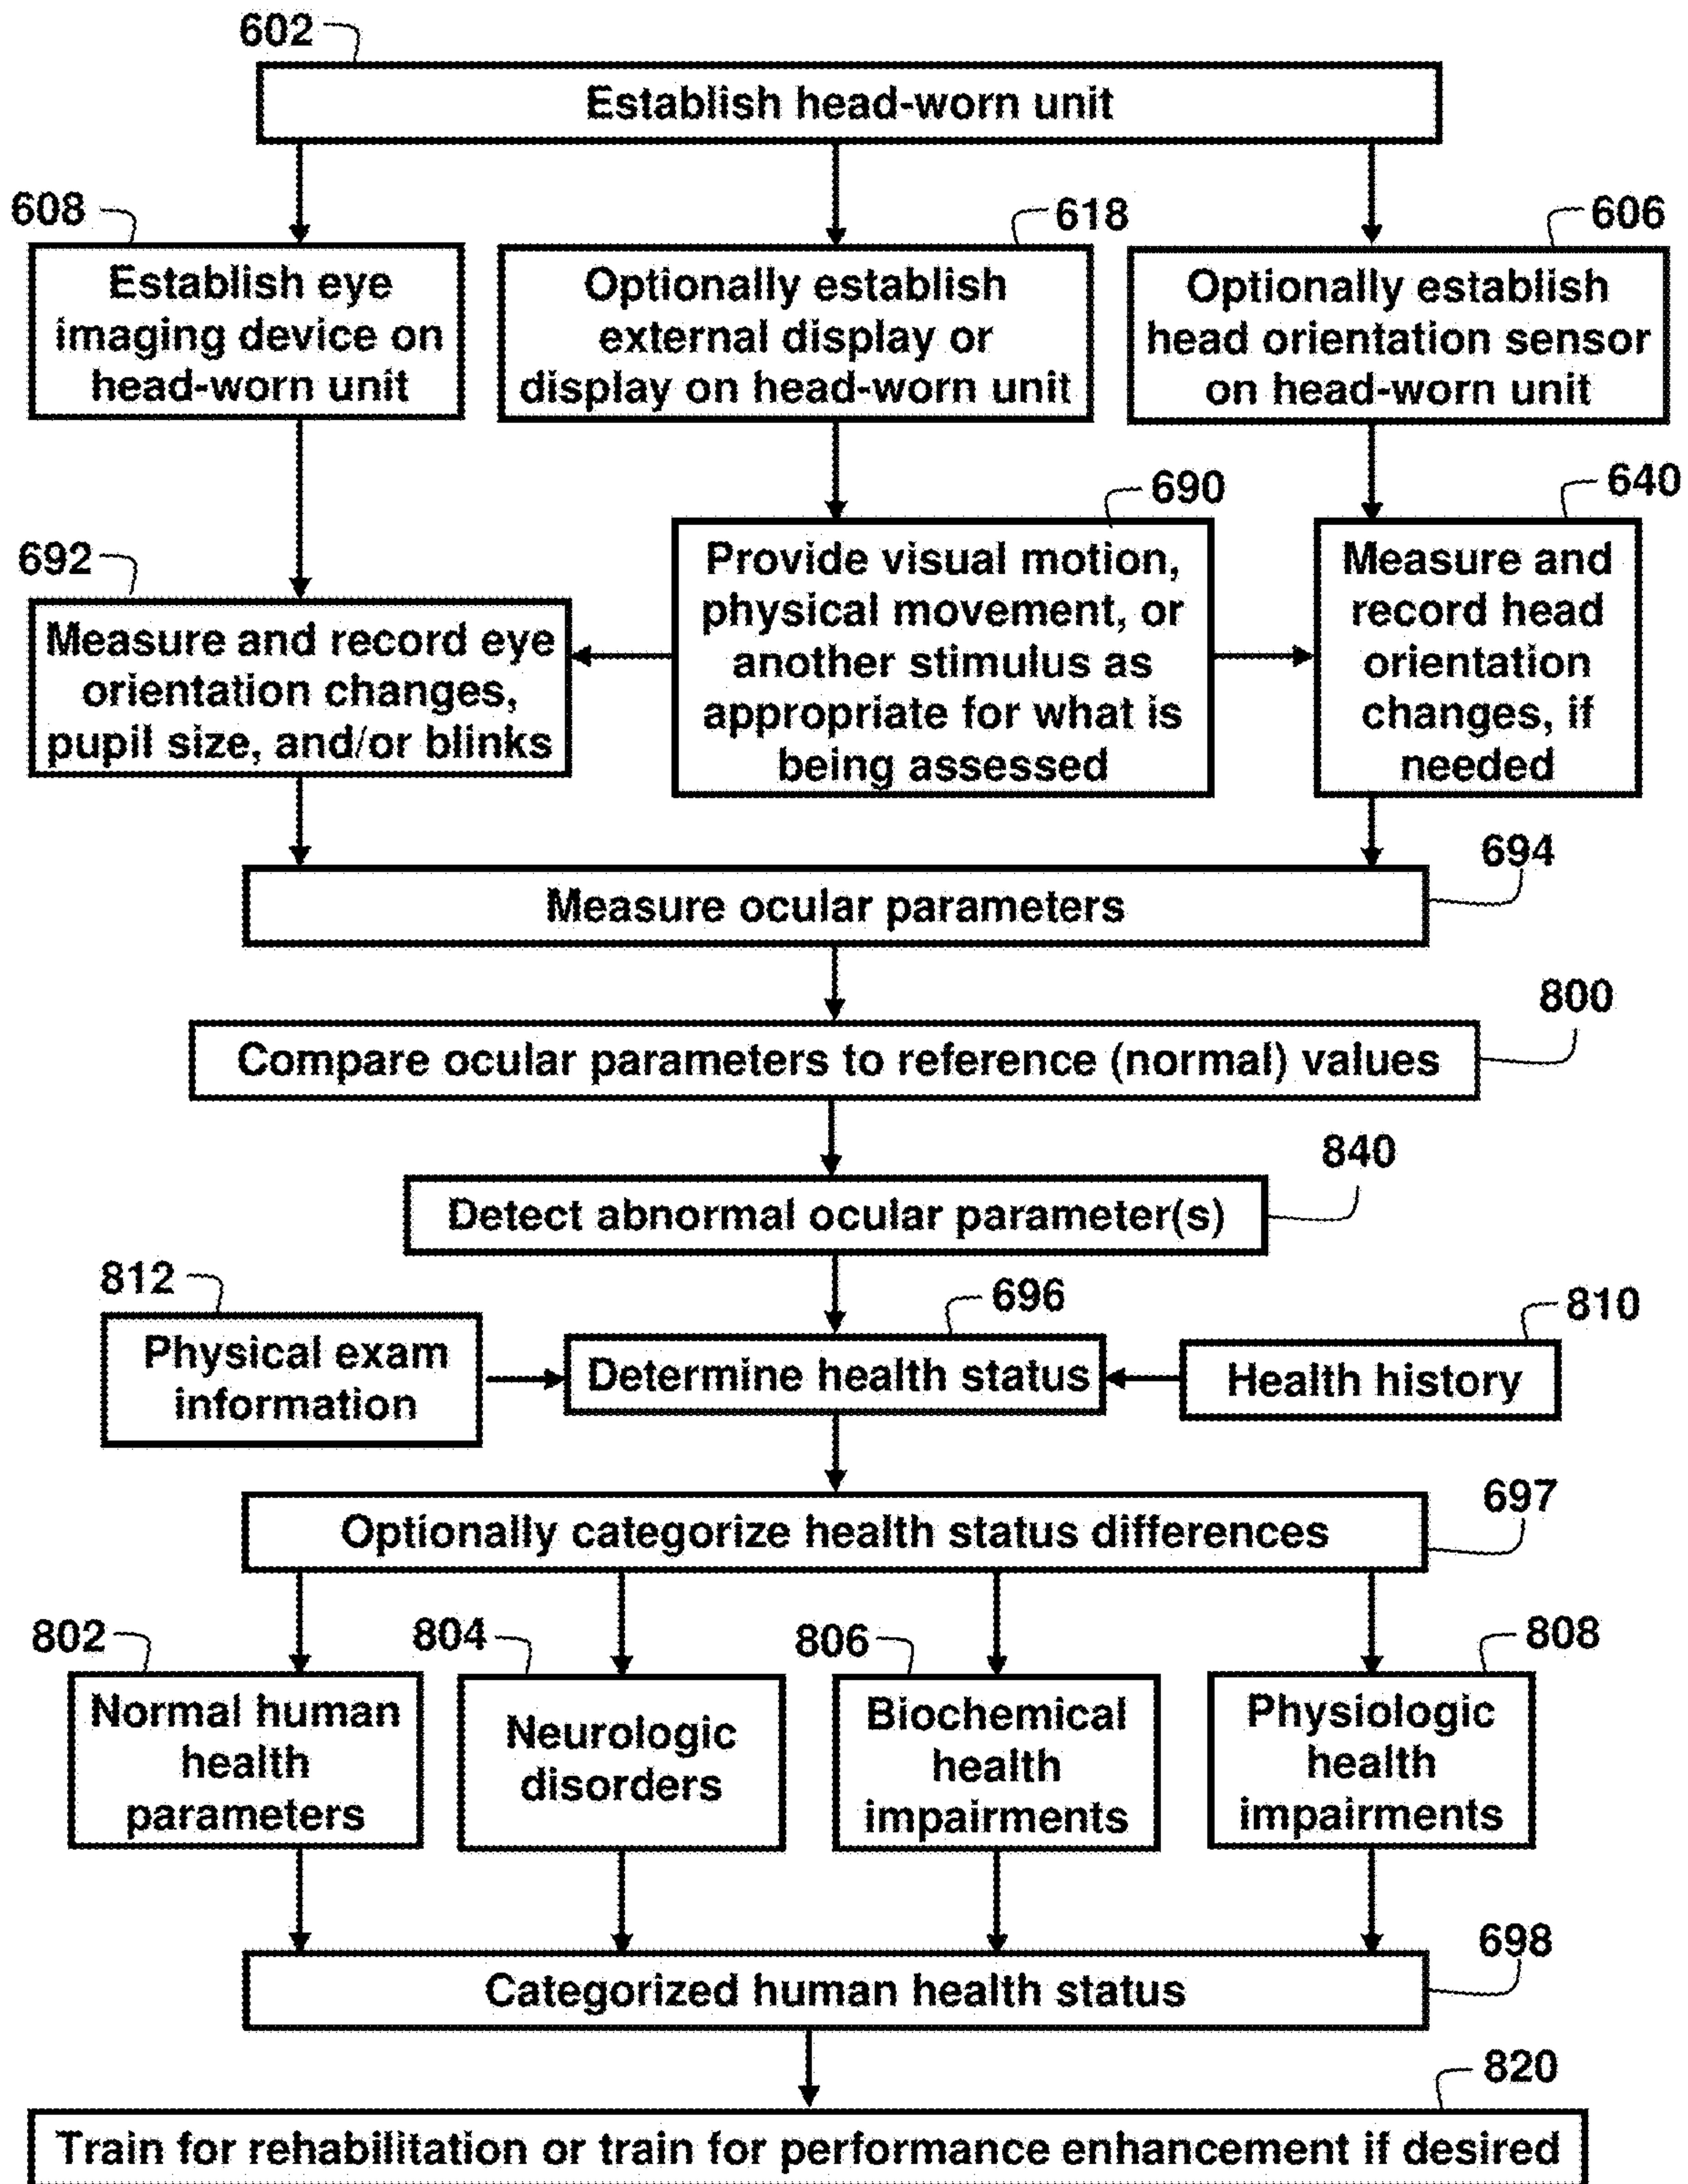 602
Establish head-worn unit
608
618
606
Establish eye
imaging device on
head-worn unit
Optionally establish
external display or
display on head-worn unit
Optionally establish
head orientation sensor
on head-worn unit
692
690
640
Measure and record eye
orientation changes,
pupil size, and/or blinks
Provide visual motion,
physical movement, or
another stimulus as
appropriate for what is
being assessed
Measure and
record head
orientation
changes, if
needed
694
Measure ocular parameters
800
Compare ocular parameters to reference (normal) values
840
Detect abnormal ocular parameter(s)
812
696
810
Physical exam
information
Determine health status
Health history
697
Optionally categorize health status differences
802
804
806
808
Normal human
health
parameters
Neurologic
disorders
Biochemical
health
impairments
Physiologic
health
impairments
698
Categorized human health status
820
Train for rehabilitation or train for performance enhancement if desired